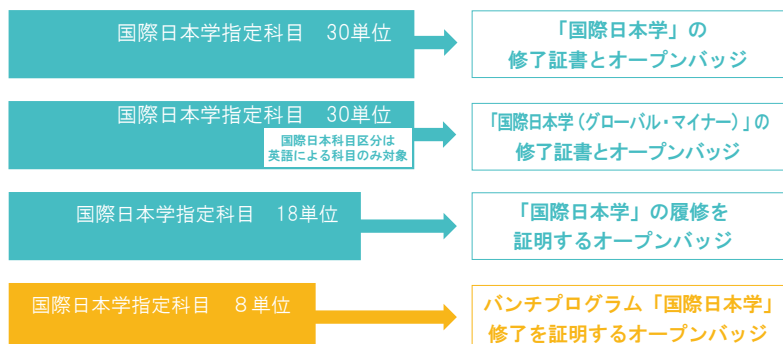 国際日本学指定科目　30単位
「国際日本学」の
修了証書とオープンバッジ
国際日本学指定科目　30単位
国際日本科目区分は
英語による科目のみ対象
「国際日本学（グローバル・マイナー）」の
修了証書とオープンバッジ
国際日本学指定科目　18単位
「国際日本学」の履修を
証明するオープンバッジ
国際日本学指定科目　８単位
バンチプログラム「国際日本学」
修了を証明するオープンバッジ